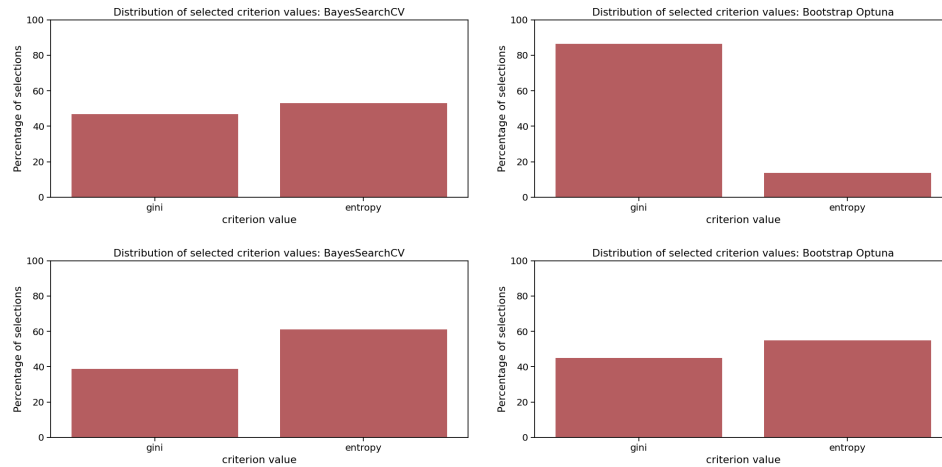 Distribution of selected criterion values: BayesSearchCV
Percentage of selections
100
80
60
40
20
0
gini
entropy
criterion value
Distribution of selected criterion values: Bootstrap Optuna
Percentage of selections
100
80
60
40
20
0
gini
entropy
criterion value
Distribution of selected criterion values: BayesSearchCV
Percentage of selections
100
80
60
40
20
0
gini
entropy
criterion value
Distribution of selected criterion values: Bootstrap Optuna
Percentage of selections
100
80
60
40
20
0
gini
entropy
criterion value